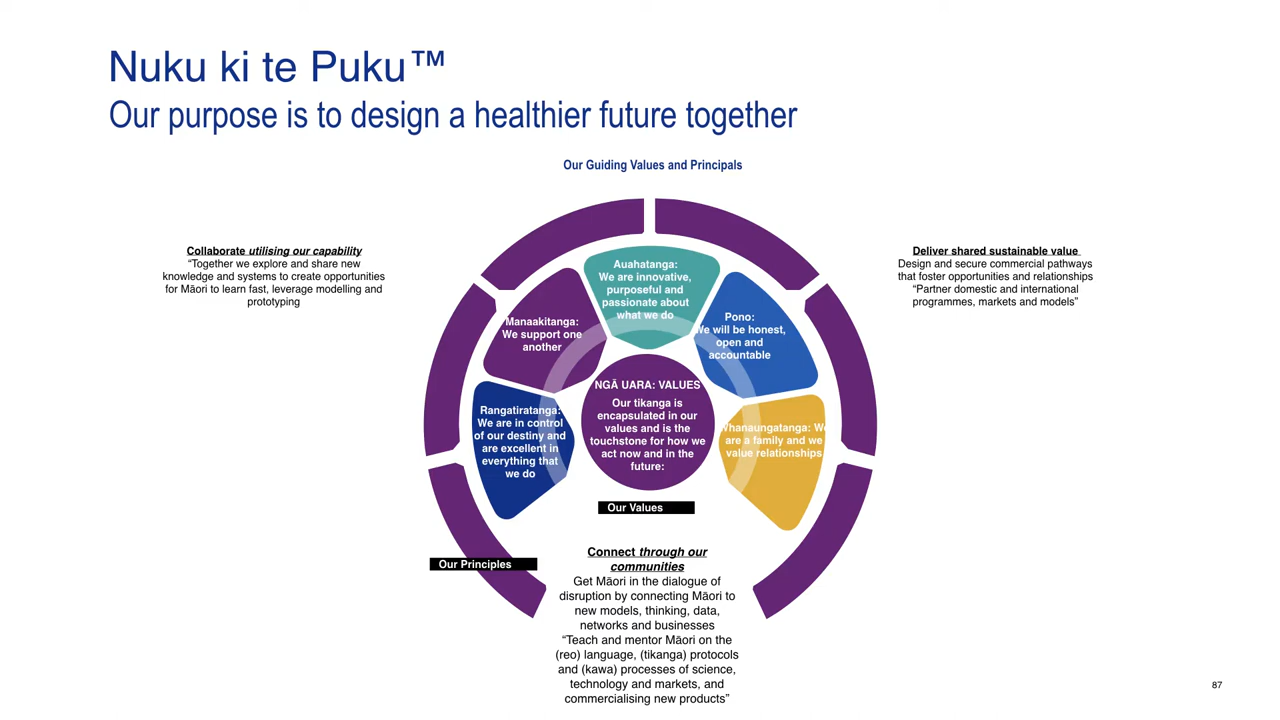 Nuku ki te Puku™
Our purpose is to design a healthier future together
Our Guiding Values and Principals
Collaborate utilising our capability
“Together we explore and share new
knowledge and systems to create opportunities
for Māori to learn fast, leverage modelling and
prototyping
Deliver shared sustainable value
Design and secure commercial pathways
that foster opportunities and relationships
“Partner domestic and international
programmes, markets and models”
Auahatanga:
We are innovative,
purposeful and
passionate about
what we do
Manaakitanga:
We support one
another
Pono:
We will be honest,
open and
accountable
Rangatiratanga:
We are in control
of our destiny and
are excellent in
everything that
we do
NGĀ UARA: VALUES
Our tikanga is
encapsulated in our
values and is the
touchstone for how we
act now and in the
future:
Whanaungatanga: We
are a family and we
value relationships
Our Values
Our Principles
Connect through our
communities
Get Māori in the dialogue of
disruption by connecting Māori to
new models, thinking, data,
networks and businesses
“Teach and mentor Māori on the
(reo) language, (tikanga) protocols
and (kawa) processes of science,
technology and markets, and
commercialising new products”
87